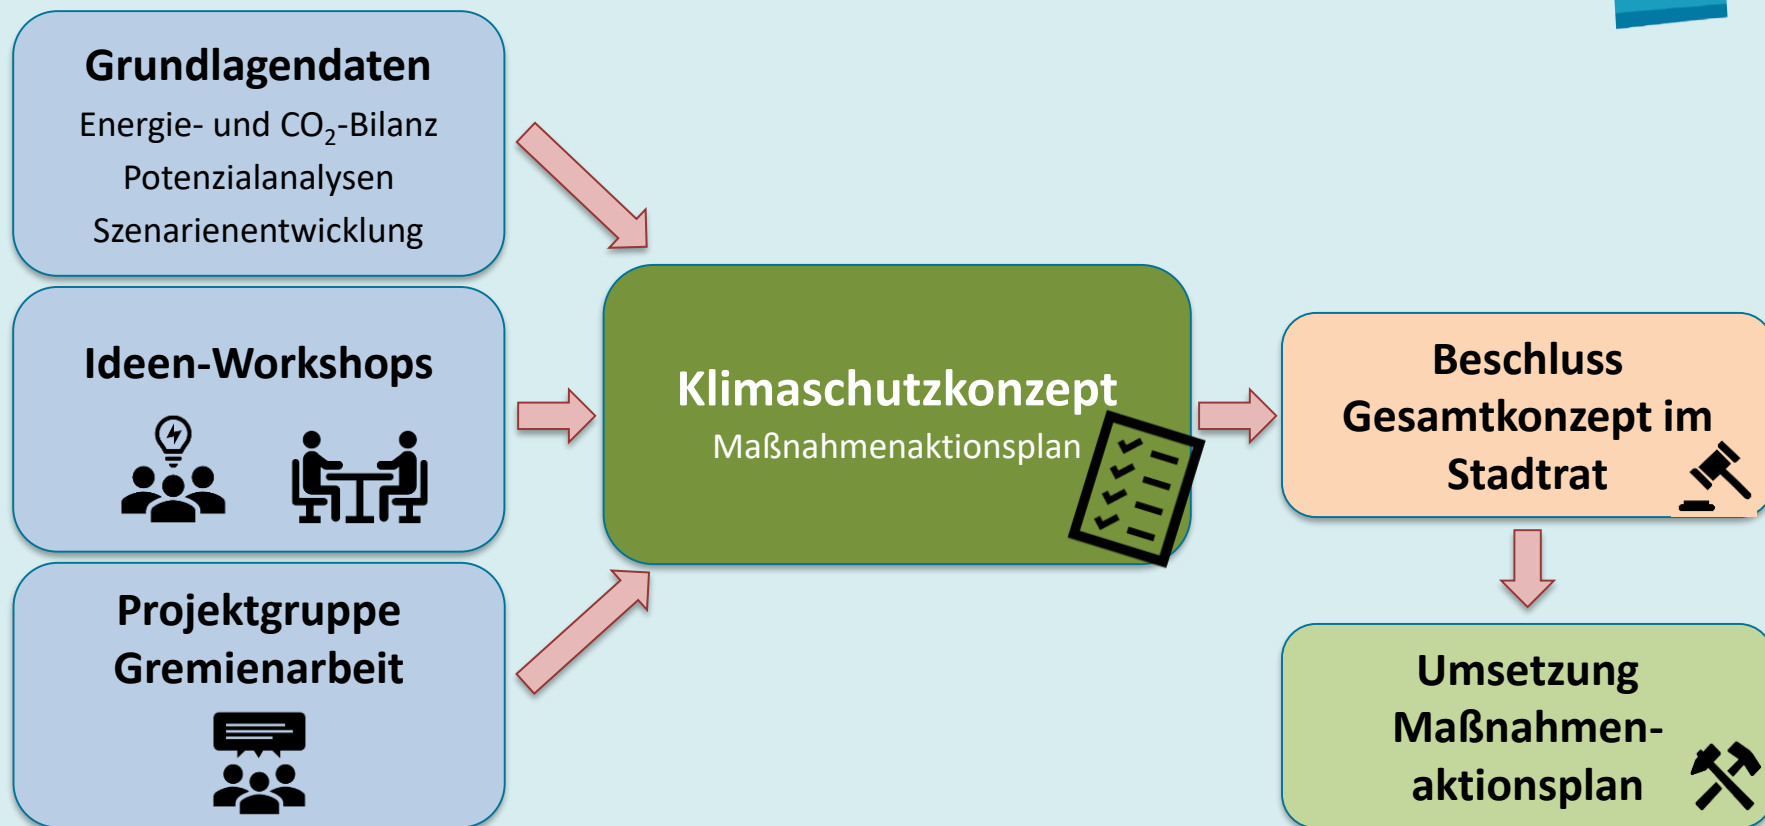 Grundlagendaten
Energie- und CO₂-Bilanz
Potenzialanalysen
Szenarienentwicklung
Ideen-Workshops
Projektgruppe
Gremienarbeit
Klimaschutzkonzept
Maßnahmenaktionsplan
Beschluss
Gesamtkonzept im
Stadtrat
Umsetzung
Maßnahmen-
aktionsplan